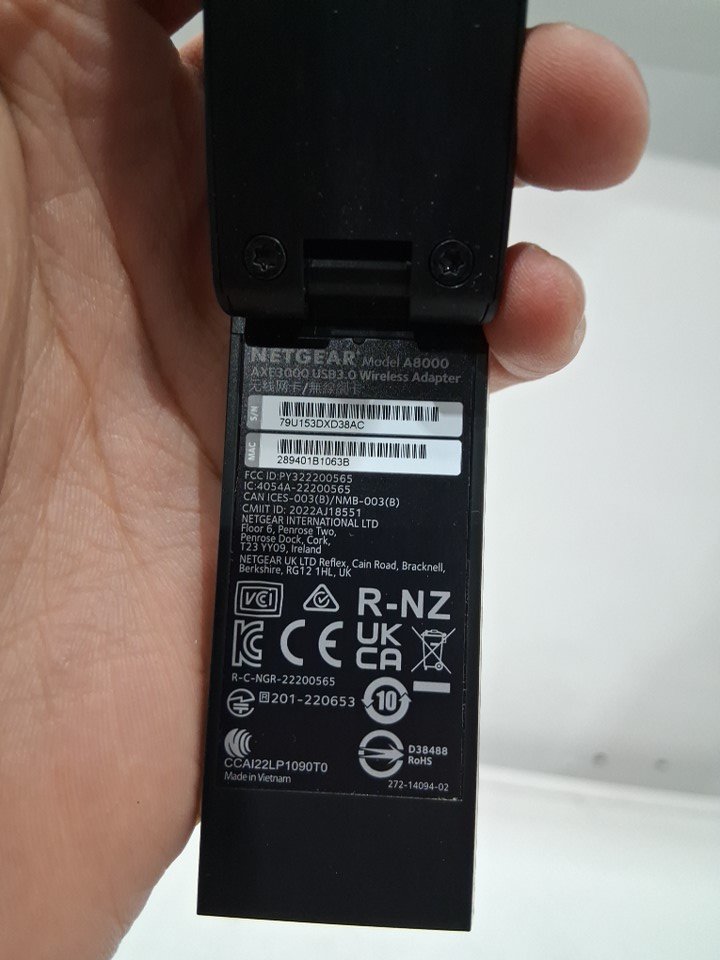 NETGEAR® Model A8000
AXE3000 USB3.0 Wireless Adapter
无线网卡/無線網卡
S/N
79U153DXD38AC
MAC
289401B1063B
FCC ID:PY322200565
IC:4054A-22200565
CAN ICES-003(B)/NMB-003(B)
CMIIT ID: 2022AJ18551
NETGEAR INTERNATIONAL LTD
Floor 6, Penrose Two,
Penrose Dock, Cork,
T23 YY09, Ireland
NETGEAR UK LTD Reflex, Cain Road, Bracknell,
Berkshire, RG12 1HL, UK
VCI R-NZ
CE UK
CA
R-C-NGR-22200565
R 201-220653 10
D38488
RoHS
CCAI22LP1090T0
Made in Vietnam 272-14094-02